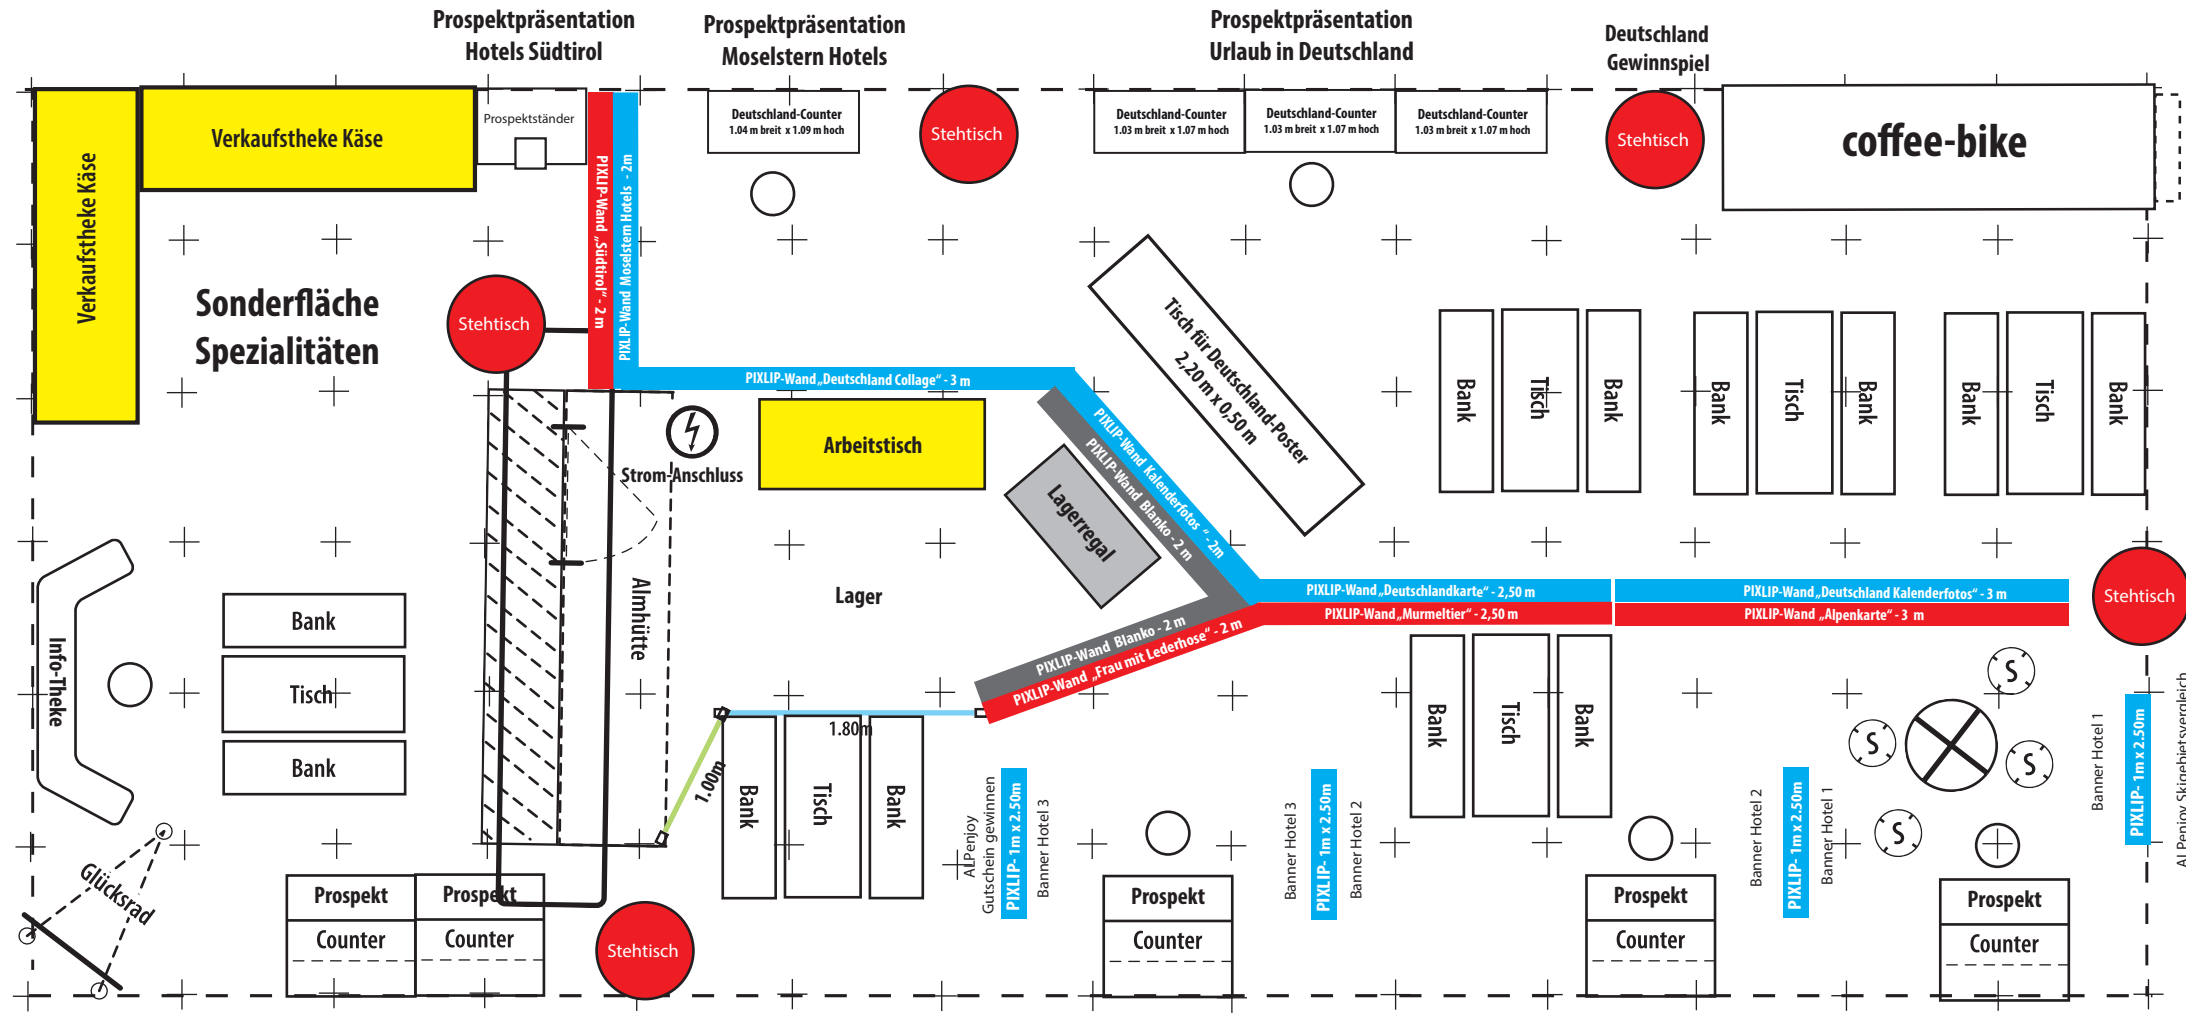 Prospektpräsentation
Hotels Südtirol
Prospektpräsentation
Moselstern Hotels
Prospektpräsentation
Urlaub in Deutschland
Deutschland
Gewinnspiel
Verkaufstheke Käse
Verkaufstheke Käse
Prospektständer
PIXLIP-Wand „Südtirol“ - 2 m
PIXLIP-Wand Moselstern Hotels - 2m
Deutschland-Counter
1.04 m breit x 1.09 m hoch
Stehtisch
Deutschland-Counter
1.03 m breit x 1.07 m hoch
Deutschland-Counter
1.03 m breit x 1.07 m hoch
Deutschland-Counter
1.03 m breit x 1.07 m hoch
Stehtisch
coffee-bike
Sonderfläche
Spezialitäten
Stehtisch
PIXLIP-Wand „Deutschland Collage“ - 3 m
Tisch für Deutschland-Poster
2,20 m x 0,50 m
Bank
Tisch
Bank
Bank
Tisch
Bank
Bank
Tisch
Bank
Strom-Anschluss
Arbeitstisch
Lagerregal
PIXLIP-Wand Kalenderfotos “ - 2m
PIXLIP-Wand Blanko - 2 m
Almhütte
Lager
PIXLIP-Wand „Deutschlandkarte“ - 2,50 m
PIXLIP-Wand „Deutschland Kalenderfotos“ - 3 m
PIXLIP-Wand „Murmeltier“ - 2,50 m
PIXLIP-Wand „Alpenkarte“ - 3 m
Stehtisch
PIXLIP-Wand Blanko - 2 m
PIXLIP-Wand „Frau mit Lederhose“ - 2 m
Info-Theke
Bank
Tisch
Bank
1.80m
1.00m
Bank
Tisch
Bank
Bank
Tisch
Bank
S
S
S
S
Glücksrad
Prospekt
Counter
Prospekt
Counter
Stehtisch
ALPenjoy
Gutschein gewinnen
PIXLIP- 1m x 2.50m
Banner Hotel 3
Prospekt
Counter
Banner Hotel 3
PIXLIP- 1m x 2.50m
Banner Hotel 2
Prospekt
Counter
Banner Hotel 2
PIXLIP- 1m x 2.50m
Banner Hotel 1
Prospekt
Counter
Banner Hotel 1
PIXLIP- 1m x 2.50m
ALPenjoy Skigebietsvergleich